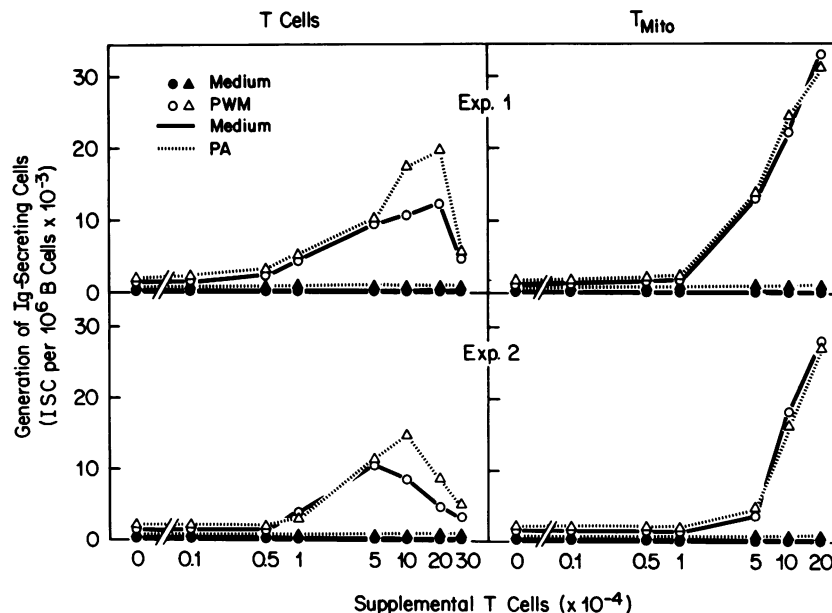 T Cells
T_Mito
Generation of Ig-Secreting Cells
(ISC per 10^6 B Cells x 10^-3)
30
20
10
0
●▲ Medium
○△ PWM
Medium
PA
Exp. 1
30
20
10
0
Exp. 2
0 0.1 0.5 1 5 10 20 30
0 0.1 0.5 1 5 10 20
Supplemental T Cells (x 10^-4)